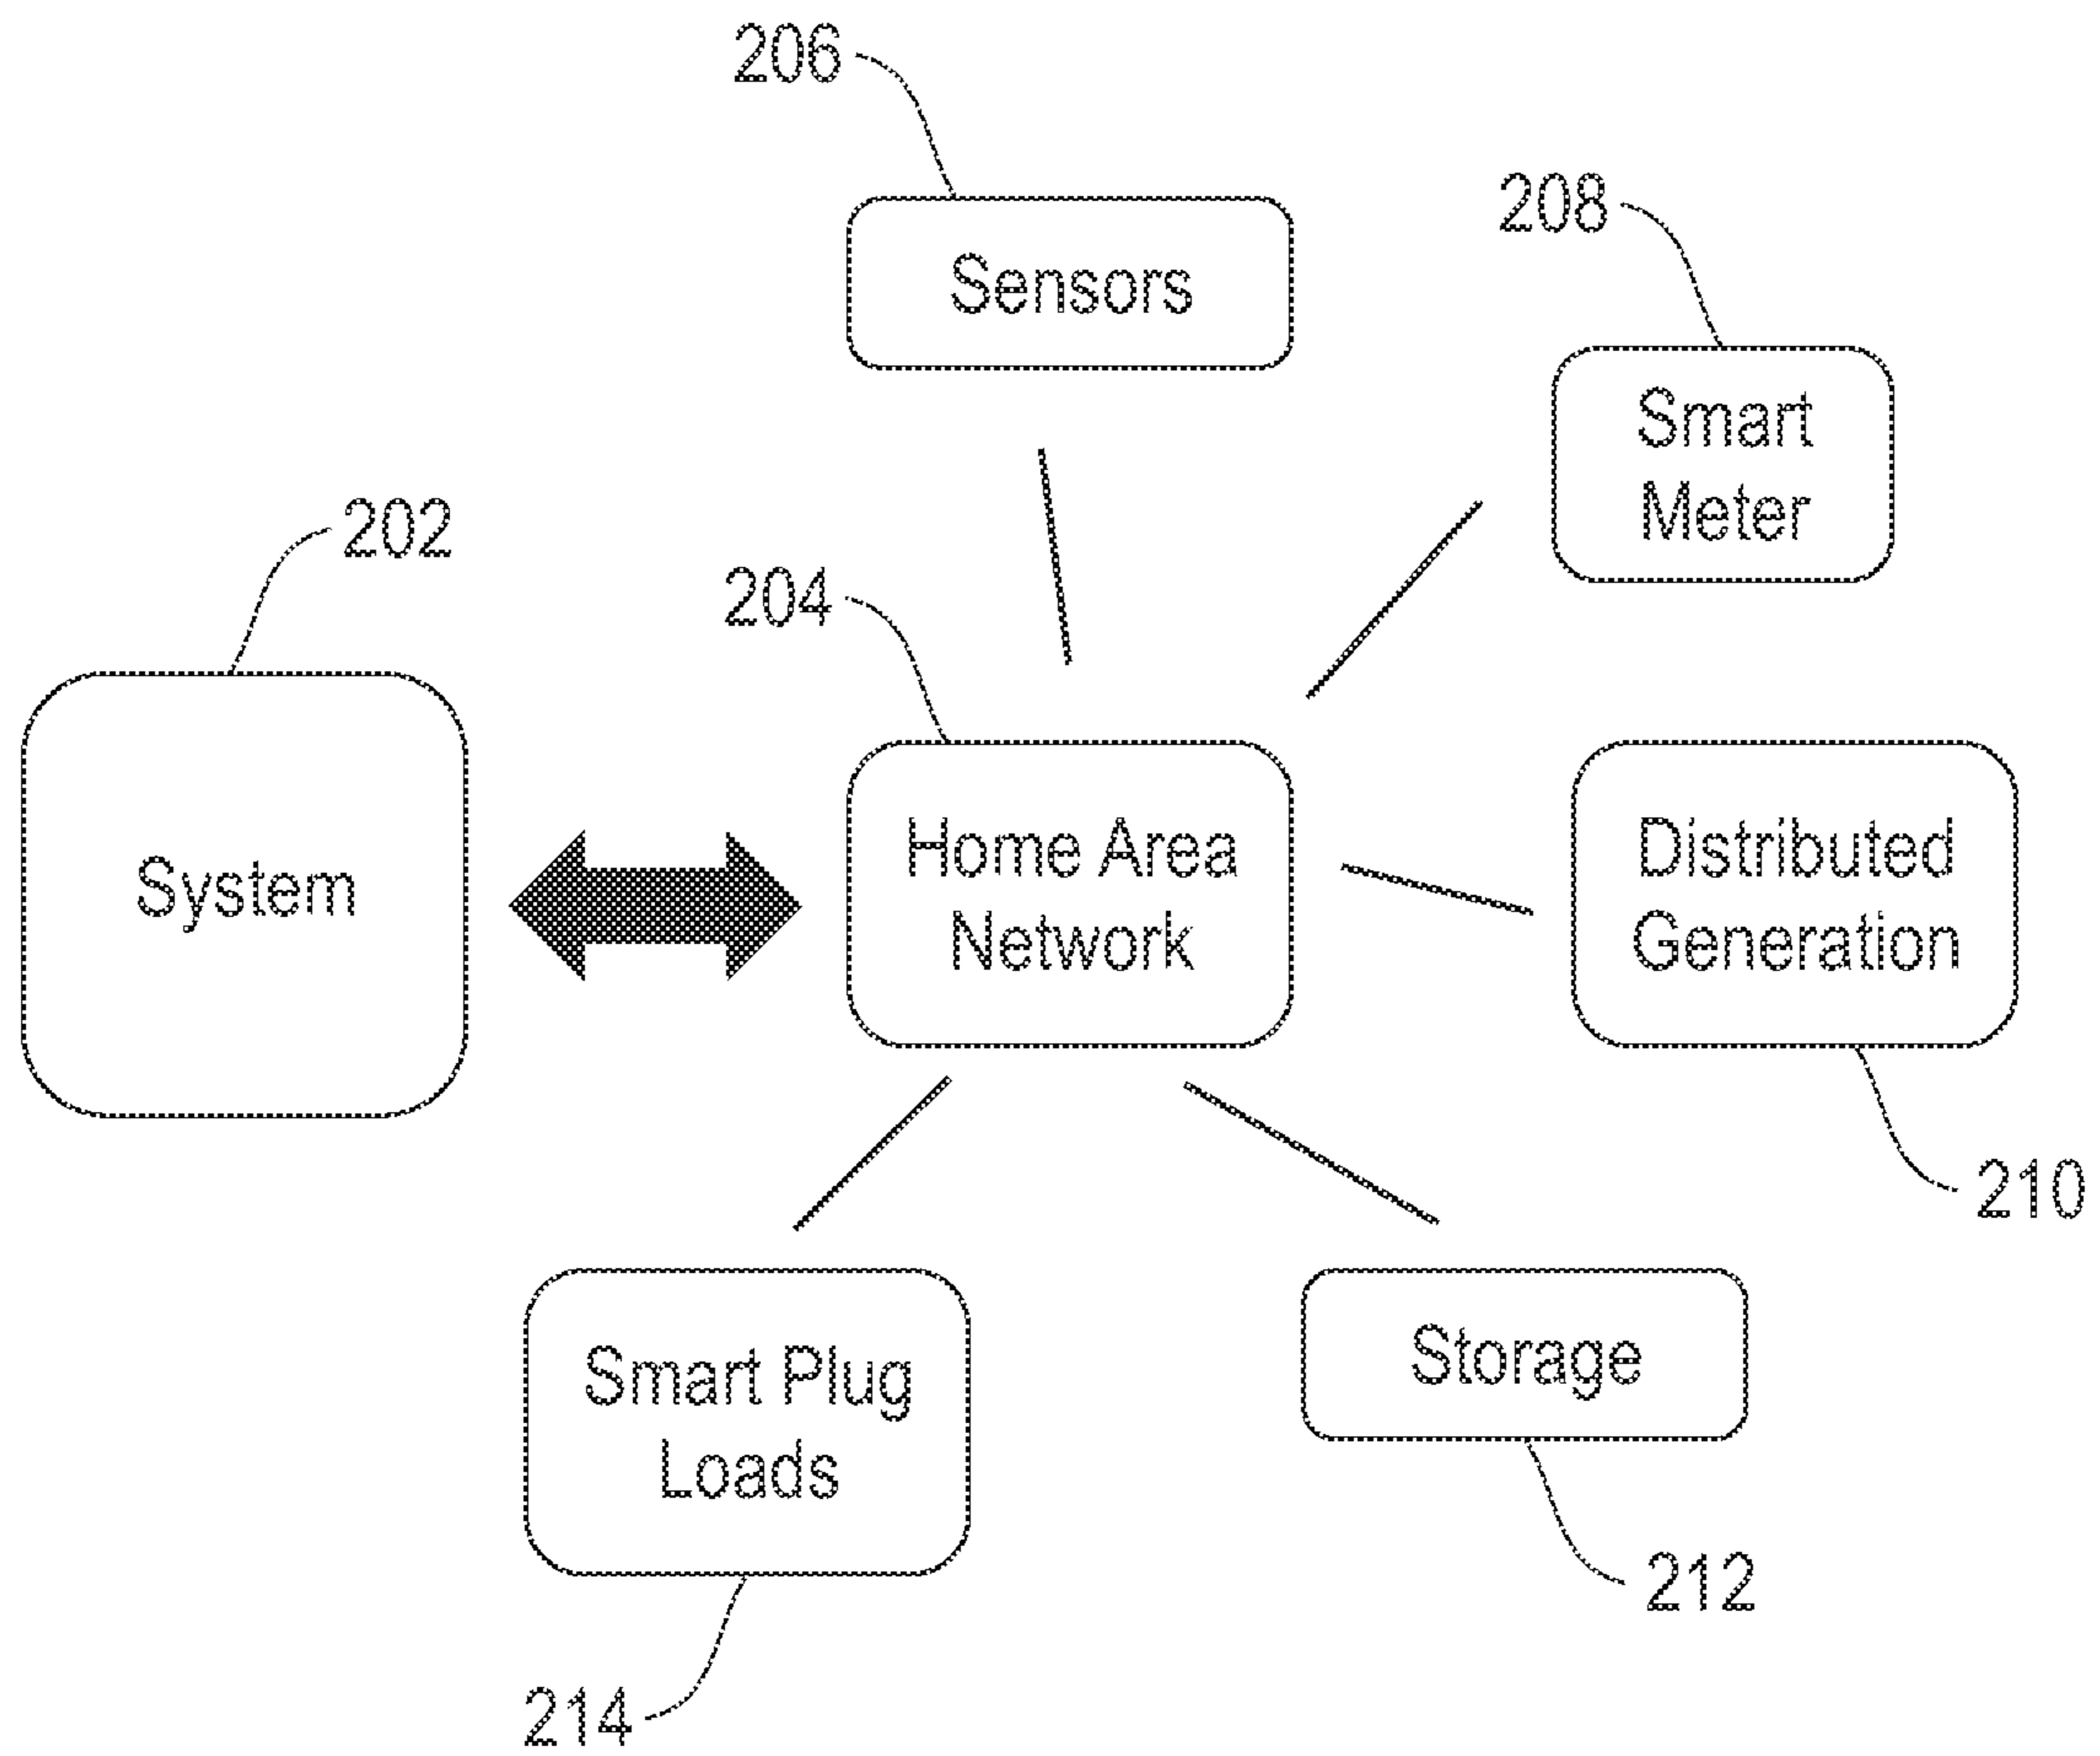 206
Sensors
208
Smart
Meter
202
System
204
Home Area
Network
Distributed
Generation
210
Smart Plug
Loads
214
Storage
212